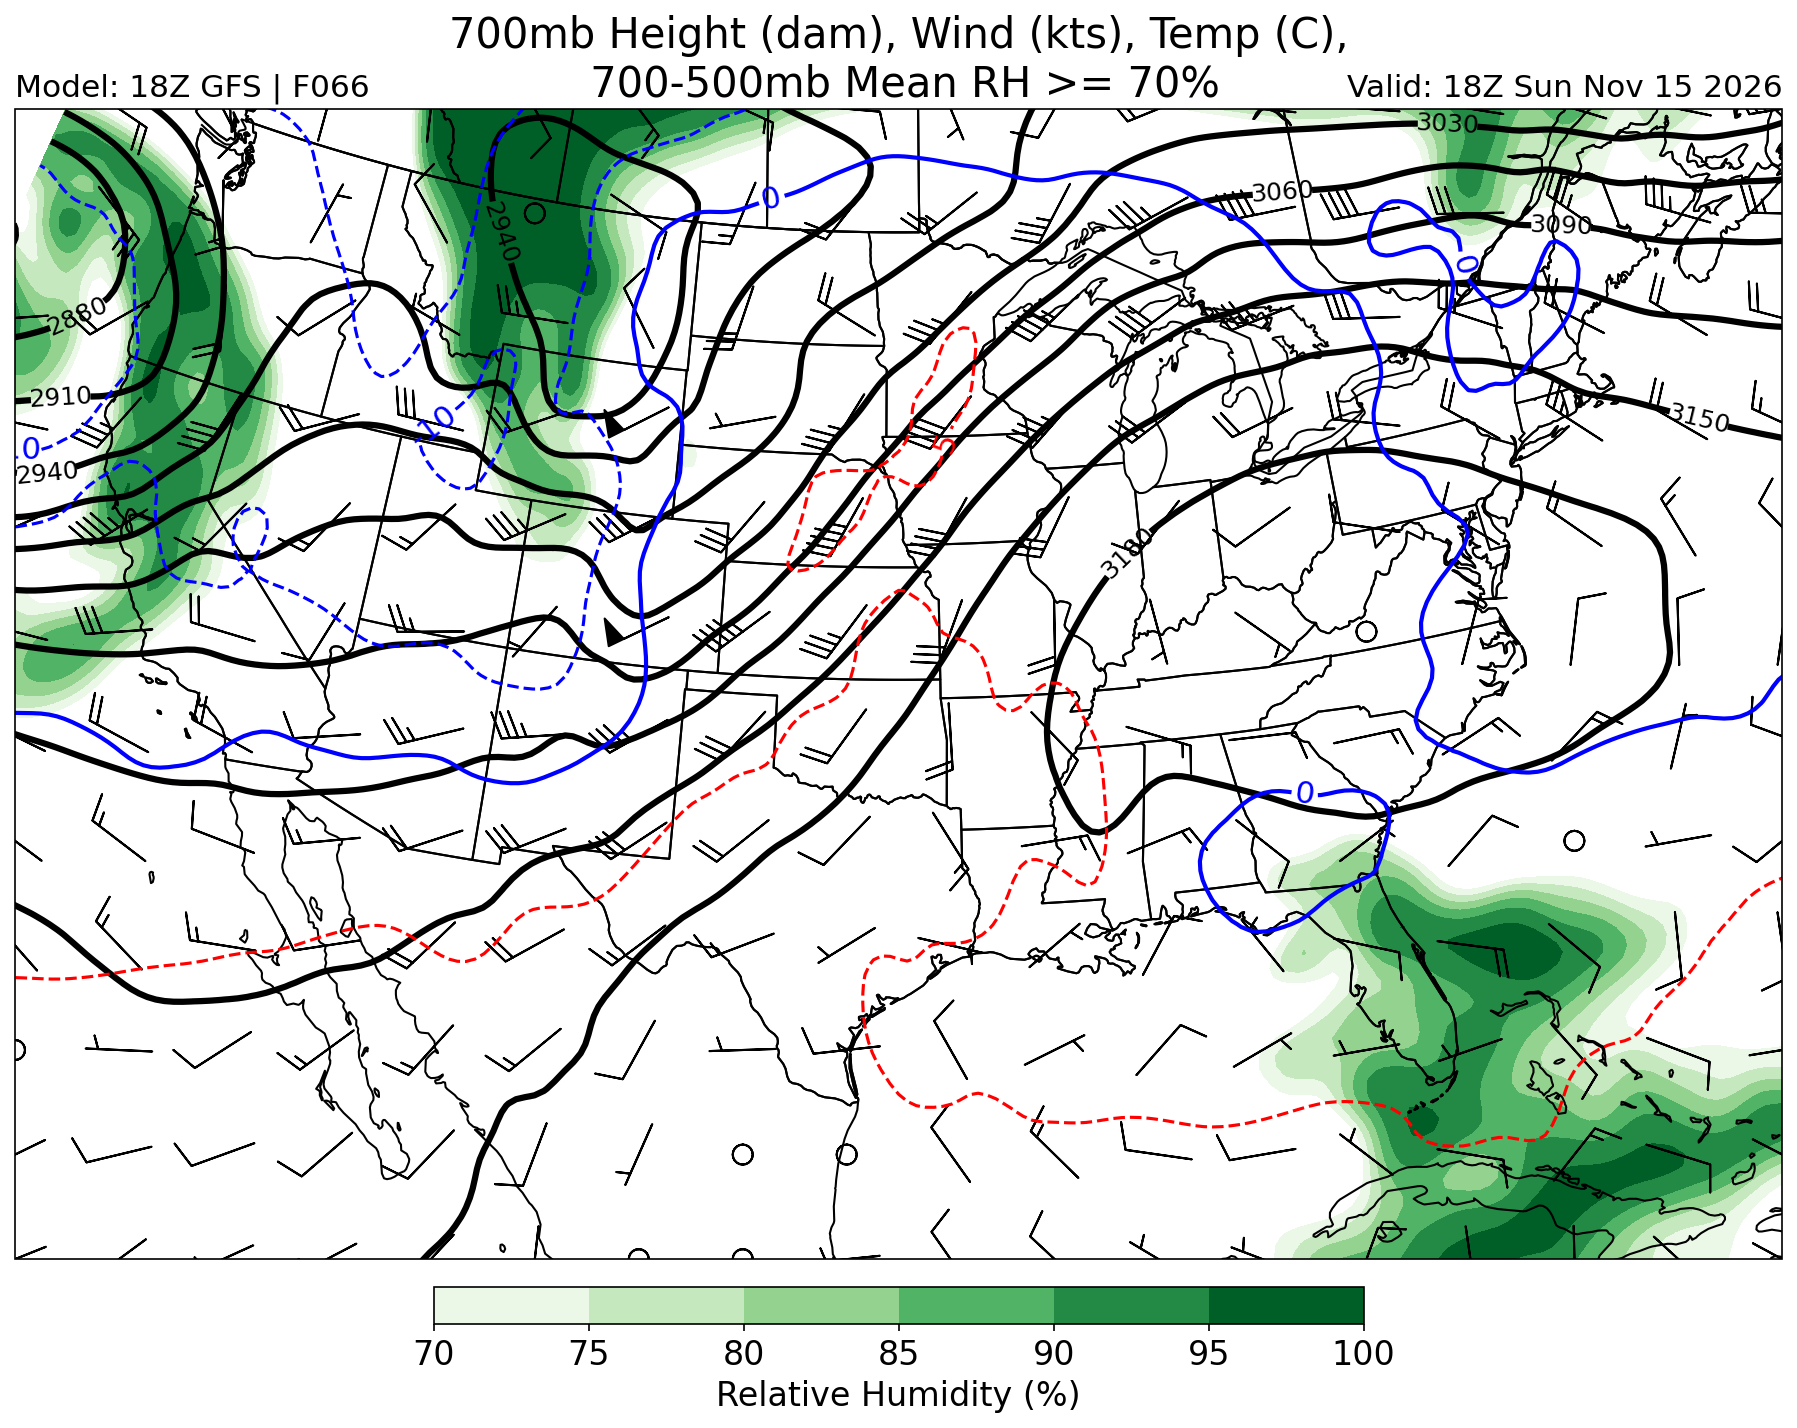 700mb Height (dam), Wind (kts), Temp (C),
700-500mb Mean RH >= 70%
Model: 18Z GFS | F066
Valid: 18Z Sun Nov 15 2026
3030
3060
0
3090
2940
0
2880
2910
-10
3150
5
0
2940
3180
0
70 75 80 85 90 95 100
Relative Humidity (%)